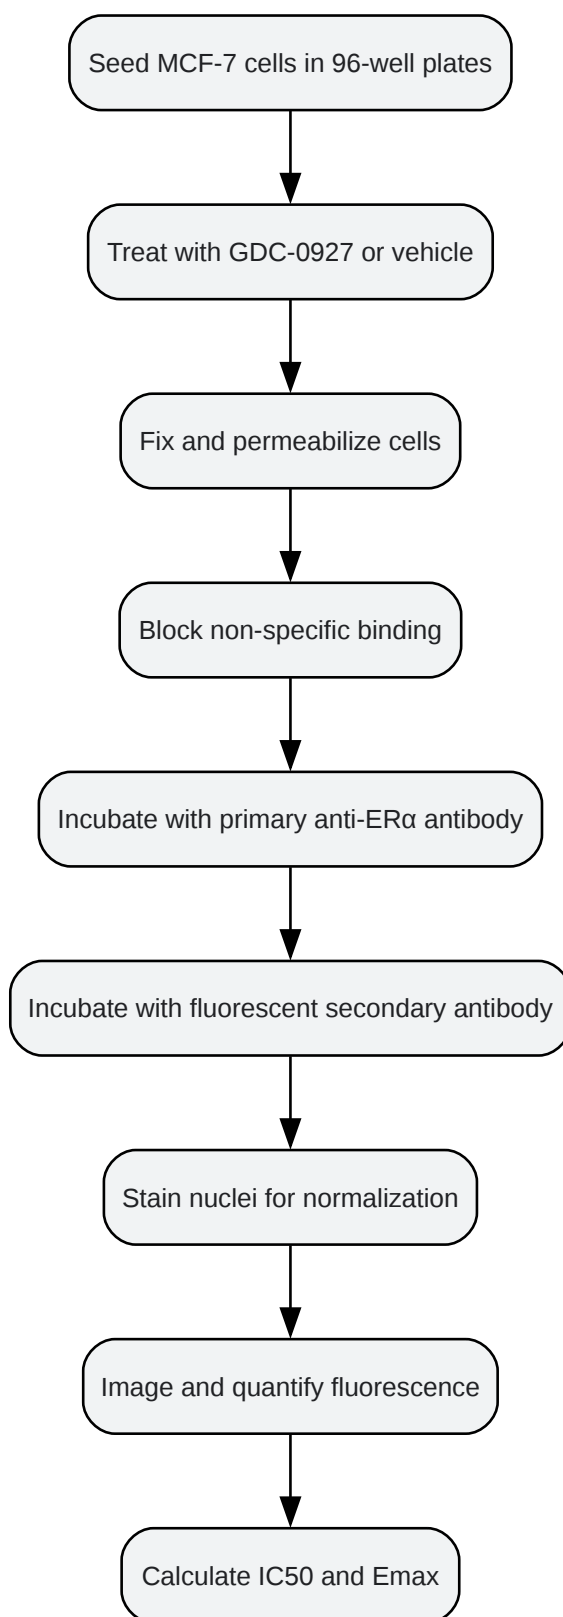 Seed MCF-7 cells in 96-well plates
Treat with GDC-0927 or vehicle
Fix and permeabilize cells
Block non-specific binding
Incubate with primary anti-ERα antibody
Incubate with fluorescent secondary antibody
Stain nuclei for normalization
Image and quantify fluorescence
Calculate IC50 and Emax